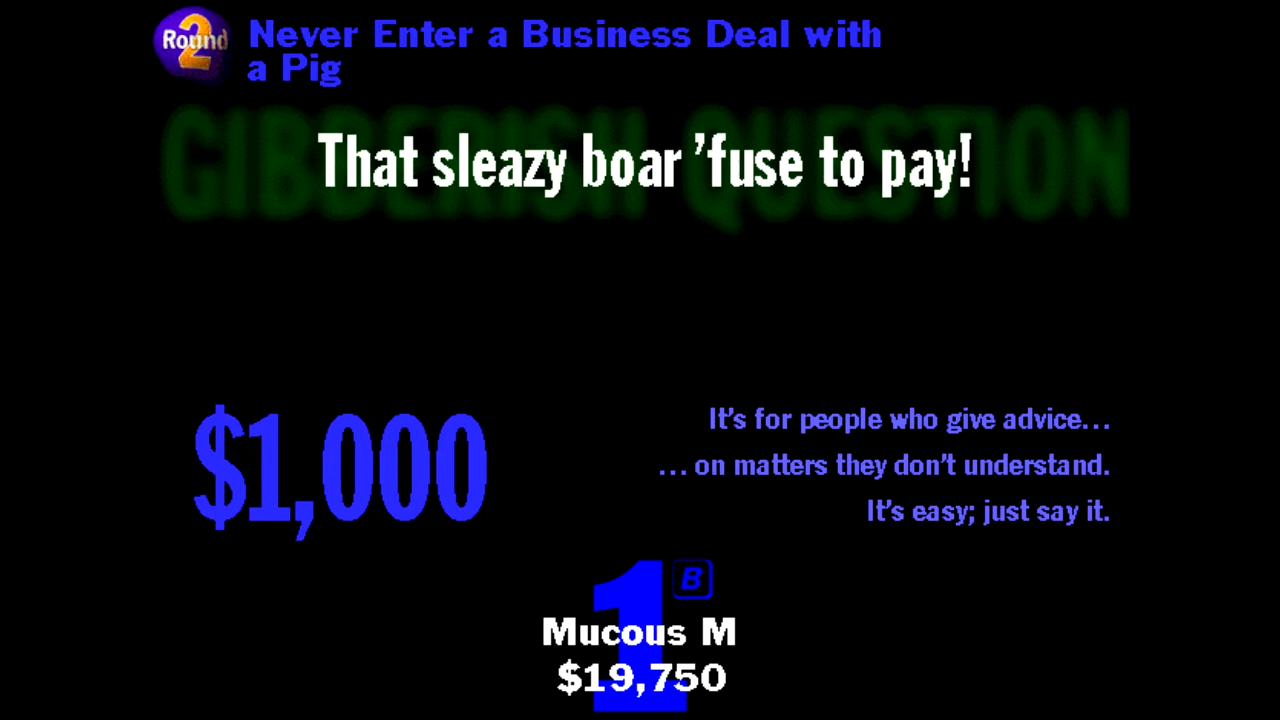 Round 2
Never Enter a Business Deal with
a Pig
GIBBERISH QUESTION
That sleazy boar ’fuse to pay!
$1,000
It’s for people who give advice…
… on matters they don’t understand.
It’s easy; just say it.
1
B
Mucous M
$19,750